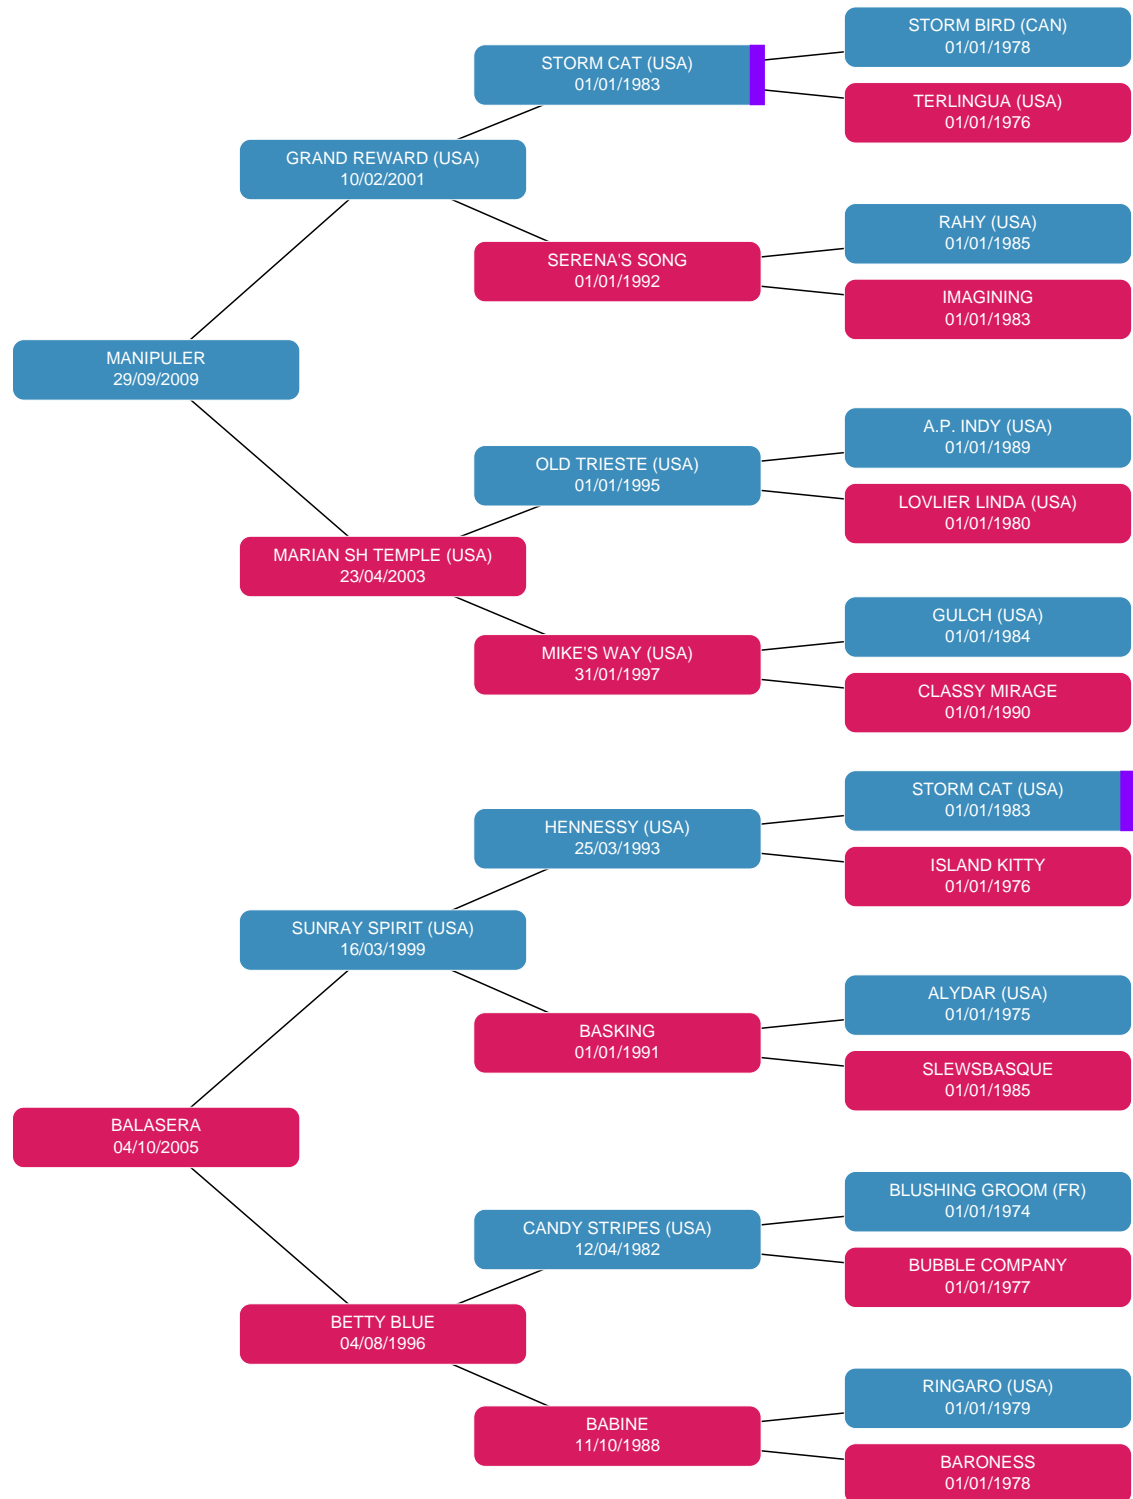 STORM BIRD (CAN)
01/01/1978
STORM CAT (USA)
01/01/1983
TERLINGUA (USA)
01/01/1976
GRAND REWARD (USA)
10/02/2001
RAHY (USA)
01/01/1985
SERENA'S SONG
01/01/1992
IMAGINING
01/01/1983
MANIPULER
29/09/2009
A.P. INDY (USA)
01/01/1989
OLD TRIESTE (USA)
01/01/1995
LOVLIER LINDA (USA)
01/01/1980
MARIAN SH TEMPLE (USA)
23/04/2003
GULCH (USA)
01/01/1984
MIKE'S WAY (USA)
31/01/1997
CLASSY MIRAGE
01/01/1990
STORM CAT (USA)
01/01/1983
HENNESSY (USA)
25/03/1993
ISLAND KITTY
01/01/1976
SUNRAY SPIRIT (USA)
16/03/1999
ALYDAR (USA)
01/01/1975
BASKING
01/01/1991
SLEWSBASQUE
01/01/1985
BALASERA
04/10/2005
BLUSHING GROOM (FR)
01/01/1974
CANDY STRIPES (USA)
12/04/1982
BUBBLE COMPANY
01/01/1977
BETTY BLUE
04/08/1996
RINGARO (USA)
01/01/1979
BABINE
11/10/1988
BARONESS
01/01/1978